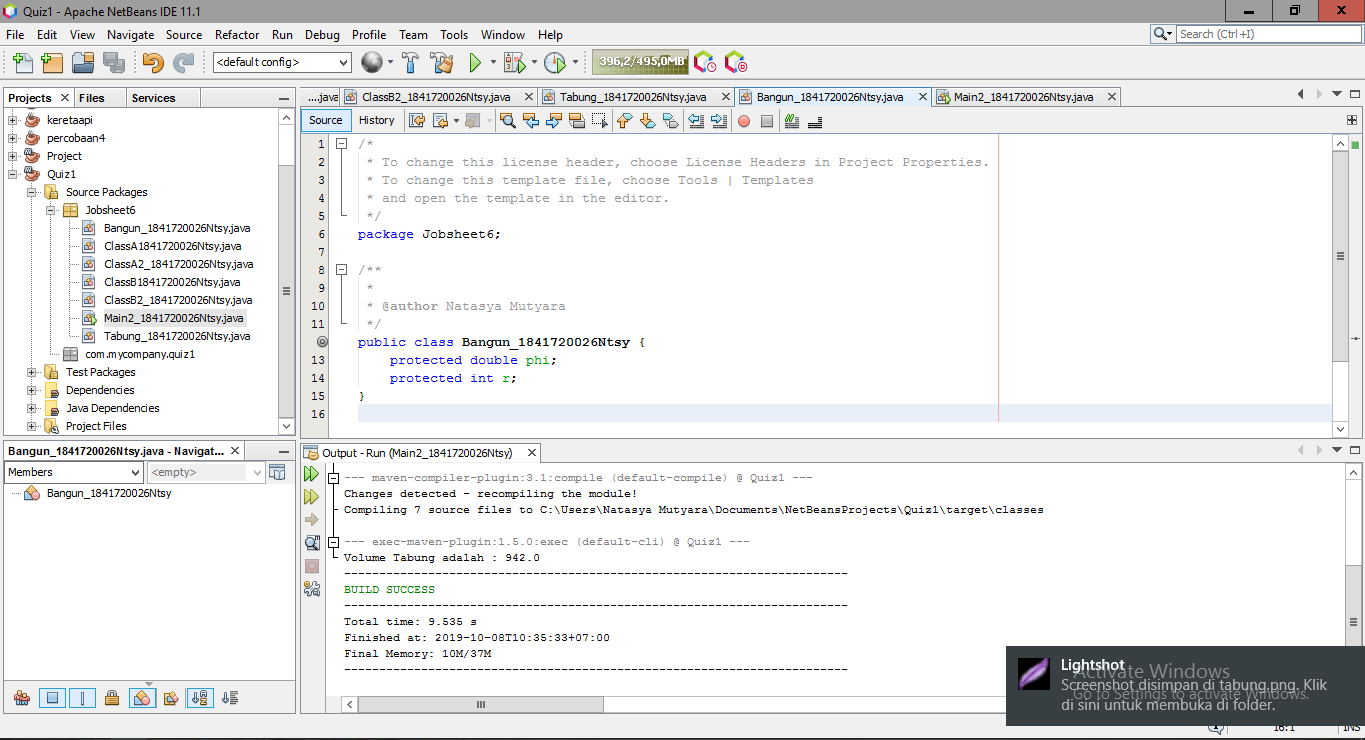 Quiz1 - Apache NetBeans IDE 11.1
File Edit View Navigate Source Refactor Run Debug Profile Team Tools Window Help
Search (Ctrl+I)
<default config>
396,2/495,0MB
Projects Files Services
keretaapi
percobaan4
Project
Quiz1
Source Packages
Jobsheet6
Bangun_1841720026Ntsy.java
ClassA1841720026Ntsy.java
ClassA2_1841720026Ntsy.java
ClassB1841720026Ntsy.java
ClassB2_1841720026Ntsy.java
Main2_1841720026Ntsy.java
Tabung_1841720026Ntsy.java
com.mycompany.quiz1
Test Packages
Dependencies
Java Dependencies
Project Files
Bangun_1841720026Ntsy.java - Navigat...
Members <empty>
Bangun_1841720026Ntsy
....java ClassB2_1841720026Ntsy.java Tabung_1841720026Ntsy.java Bangun_1841720026Ntsy.java Main2_1841720026Ntsy.java
Source History
1 /*
2 * To change this license header, choose License Headers in Project Properties.
3 * To change this template file, choose Tools | Templates
4 * and open the template in the editor.
5 */
6 package Jobsheet6;
7
8 /**
9 *
10 * @author Natasya Mutyara
11 */
public class Bangun_1841720026Ntsy {
13 protected double phi;
14 protected int r;
15 }
16
Output - Run (Main2_1841720026Ntsy)
--- maven-compiler-plugin:3.1:compile (default-compile) @ Quiz1 ---
Changes detected - recompiling the module!
Compiling 7 source files to C:\Users\Natasya Mutyara\Documents\NetBeansProjects\Quiz1\target\classes
--- exec-maven-plugin:1.5.0:exec (default-cli) @ Quiz1 ---
Volume Tabung adalah : 942.0
------------------------------------------------------------------------
BUILD SUCCESS
------------------------------------------------------------------------
Total time: 9.535 s
Finished at: 2019-10-08T10:35:33+07:00
Final Memory: 10M/37M
------------------------------------------------------------------------
Lightshot
Activate Windows
Screenshot disimpan di tabung.png. Klik
Go to Settings to activate Windows.
di sini untuk membuka di folder.
16:1 INS